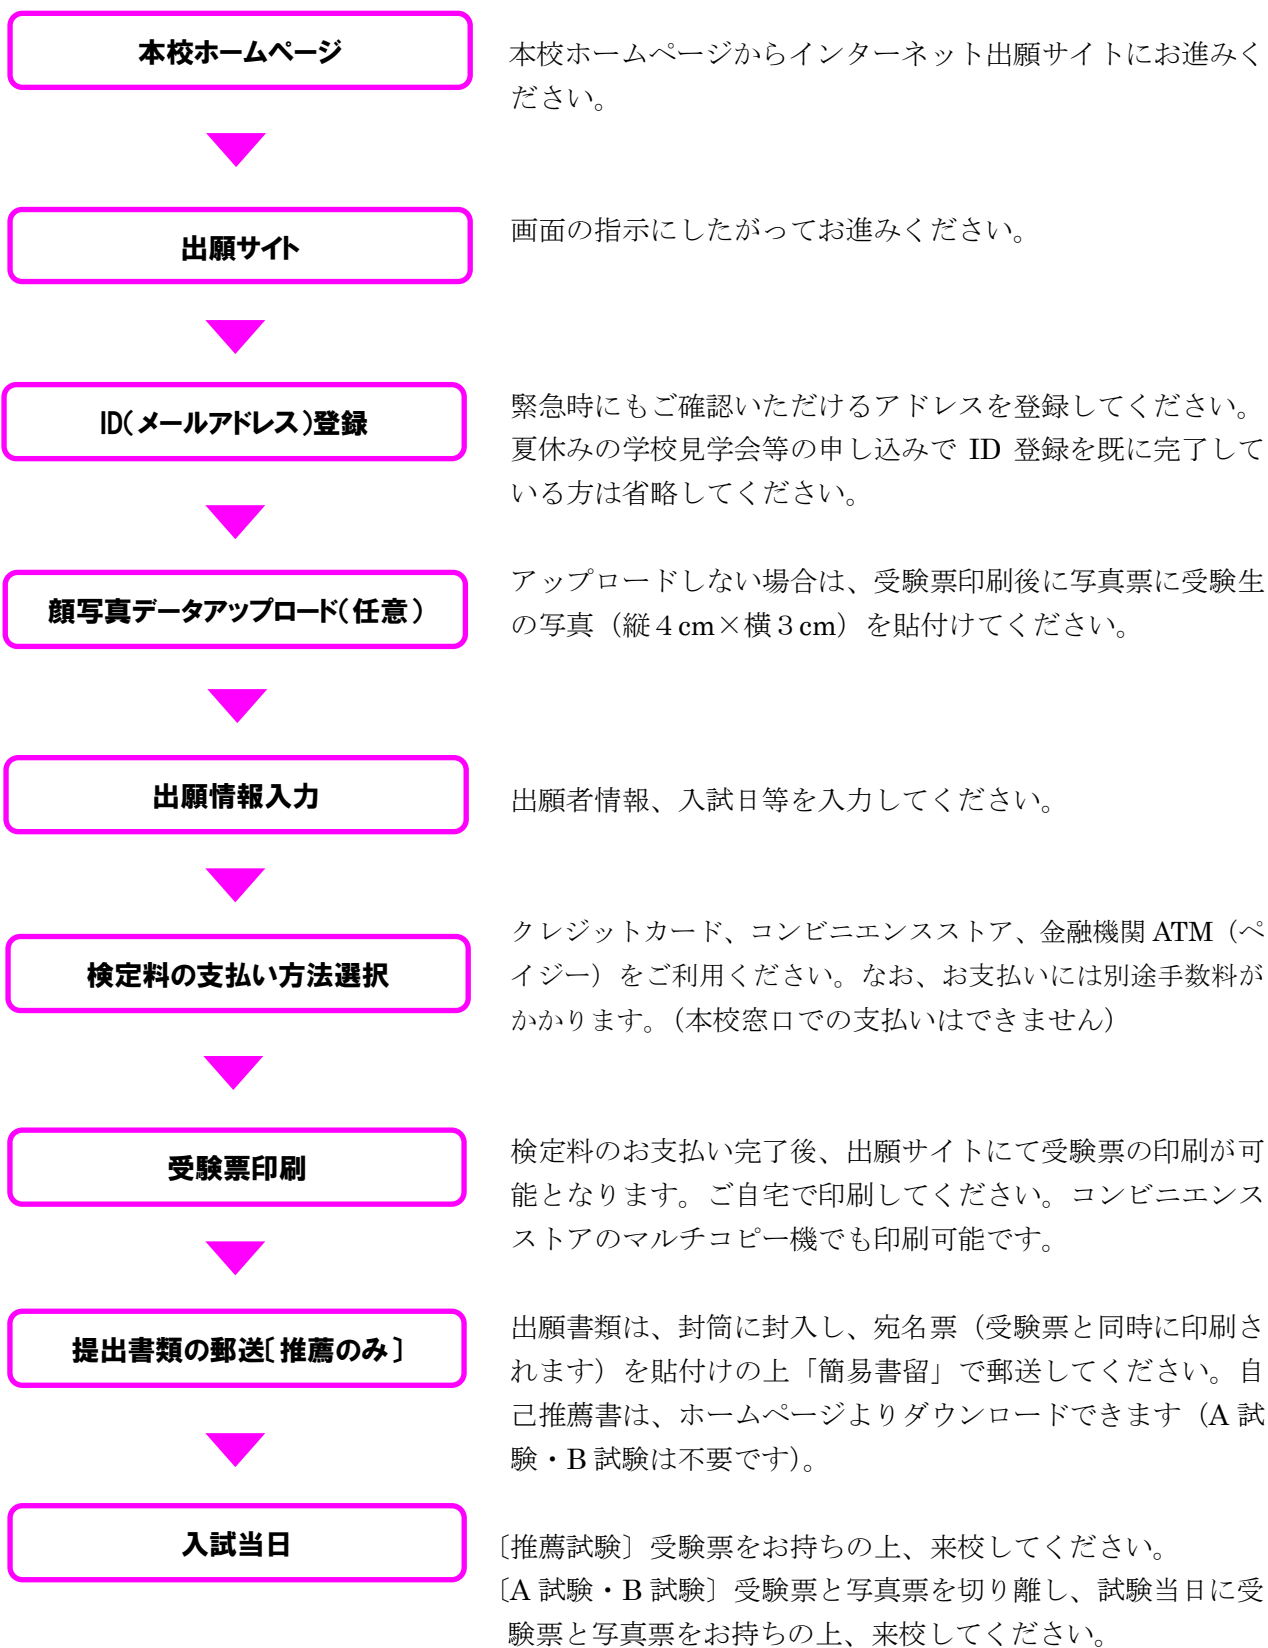 本校ホームページ
本校ホームページからインターネット出願サイトにお進みく
ださい。
出願サイト
画面の指示にしたがってお進みください。
ID(メールアドレス)登録
緊急時にもご確認いただけるアドレスを登録してください。
夏休みの学校見学会等の申し込みで ID 登録を既に完了して
いる方は省略してください。
顔写真データアップロード(任意)
アップロードしない場合は、受験票印刷後に写真票に受験生
の写真（縦４cm×横３cm）を貼付けてください。
出願情報入力
出願者情報、入試日等を入力してください。
検定料の支払い方法選択
クレジットカード、コンビニエンスストア、金融機関 ATM（ペ
イジー）をご利用ください。なお、お支払いには別途手数料が
かかります。（本校窓口での支払いはできません）
受験票印刷
検定料のお支払い完了後、出願サイトにて受験票の印刷が可
能となります。ご自宅で印刷してください。コンビニエンス
ストアのマルチコピー機でも印刷可能です。
提出書類の郵送〔推薦のみ〕
出願書類は、封筒に封入し、宛名票（受験票と同時に印刷さ
れます）を貼付けの上「簡易書留」で郵送してください。自
己推薦書は、ホームページよりダウンロードできます（A 試
験・B 試験は不要です）。
入試当日
〔推薦試験〕受験票をお持ちの上、来校してください。
〔A 試験・B 試験〕受験票と写真票を切り離し、試験当日に受
験票と写真票をお持ちの上、来校してください。